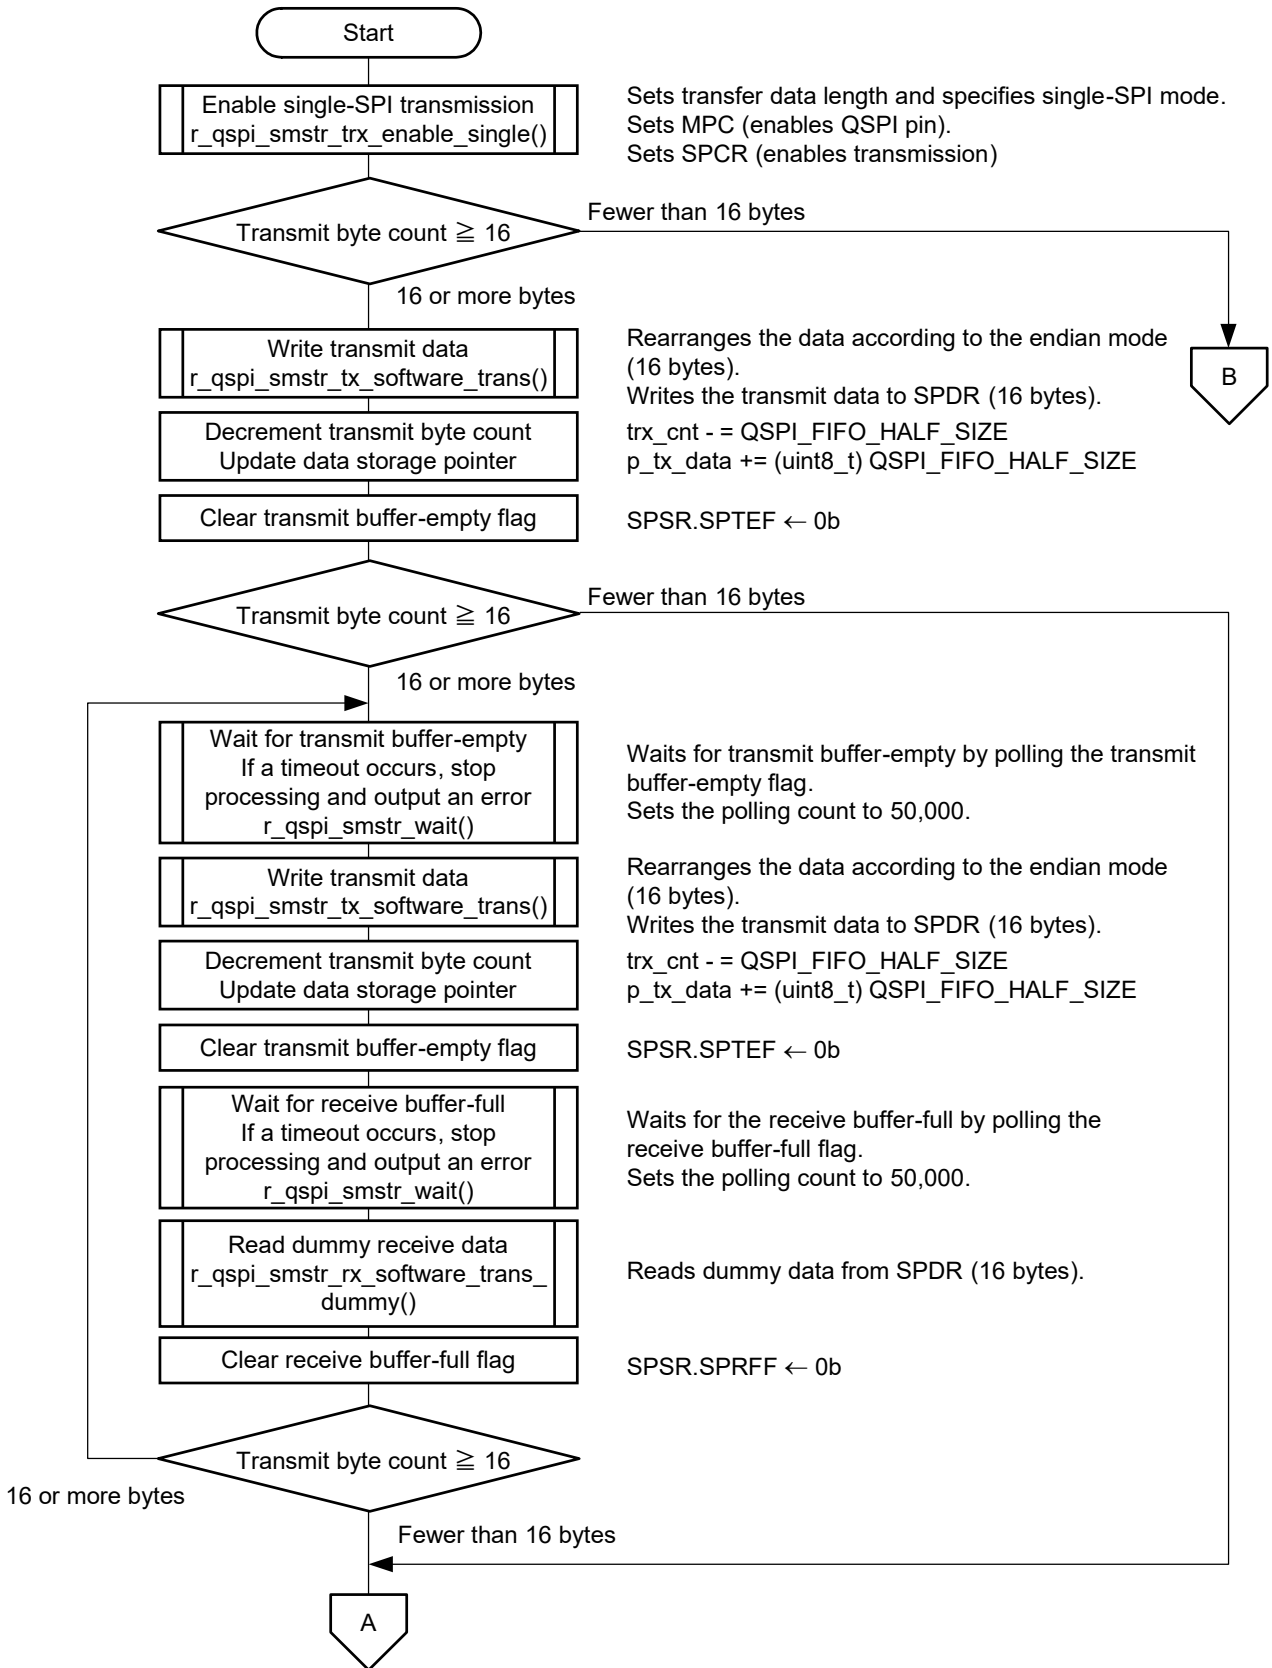 Start
Enable single-SPI transmission
r_qspi_smstr_trx_enable_single()
Sets transfer data length and specifies single-SPI mode.
Sets MPC (enables QSPI pin).
Sets SPCR (enables transmission)
Transmit byte count ≧ 16
Fewer than 16 bytes
16 or more bytes
B
Write transmit data
r_qspi_smstr_tx_software_trans()
Rearranges the data according to the endian mode
(16 bytes).
Writes the transmit data to SPDR (16 bytes).
Decrement transmit byte count
Update data storage pointer
trx_cnt - = QSPI_FIFO_HALF_SIZE
p_tx_data += (uint8_t) QSPI_FIFO_HALF_SIZE
Clear transmit buffer-empty flag
SPSR.SPTEF ← 0b
Transmit byte count ≧ 16
Fewer than 16 bytes
16 or more bytes
Wait for transmit buffer-empty
If a timeout occurs, stop
processing and output an error
r_qspi_smstr_wait()
Waits for transmit buffer-empty by polling the transmit
buffer-empty flag.
Sets the polling count to 50,000.
Write transmit data
r_qspi_smstr_tx_software_trans()
Rearranges the data according to the endian mode
(16 bytes).
Writes the transmit data to SPDR (16 bytes).
Decrement transmit byte count
Update data storage pointer
trx_cnt - = QSPI_FIFO_HALF_SIZE
p_tx_data += (uint8_t) QSPI_FIFO_HALF_SIZE
Clear transmit buffer-empty flag
SPSR.SPTEF ← 0b
Wait for receive buffer-full
If a timeout occurs, stop
processing and output an error
r_qspi_smstr_wait()
Waits for the receive buffer-full by polling the
receive buffer-full flag.
Sets the polling count to 50,000.
Read dummy receive data
r_qspi_smstr_rx_software_trans_
dummy()
Reads dummy data from SPDR (16 bytes).
Clear receive buffer-full flag
SPSR.SPRFF ← 0b
Transmit byte count ≧ 16
16 or more bytes
Fewer than 16 bytes
A